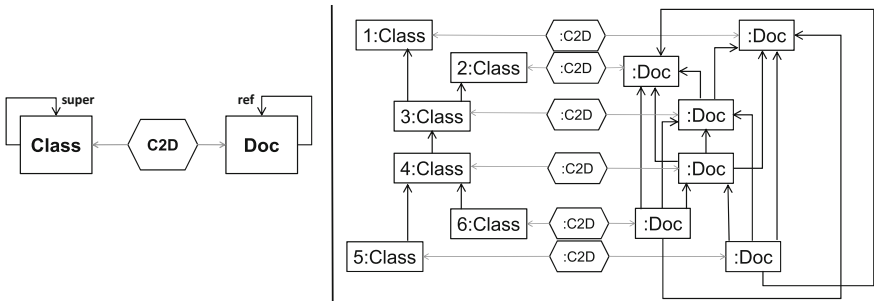 super
ref
Class
C2D
Doc
1:Class
:C2D
:Doc
2:Class
:C2D
:Doc
3:Class
:C2D
:Doc
4:Class
:C2D
:Doc
6:Class
:C2D
:Doc
5:Class
:C2D
:Doc